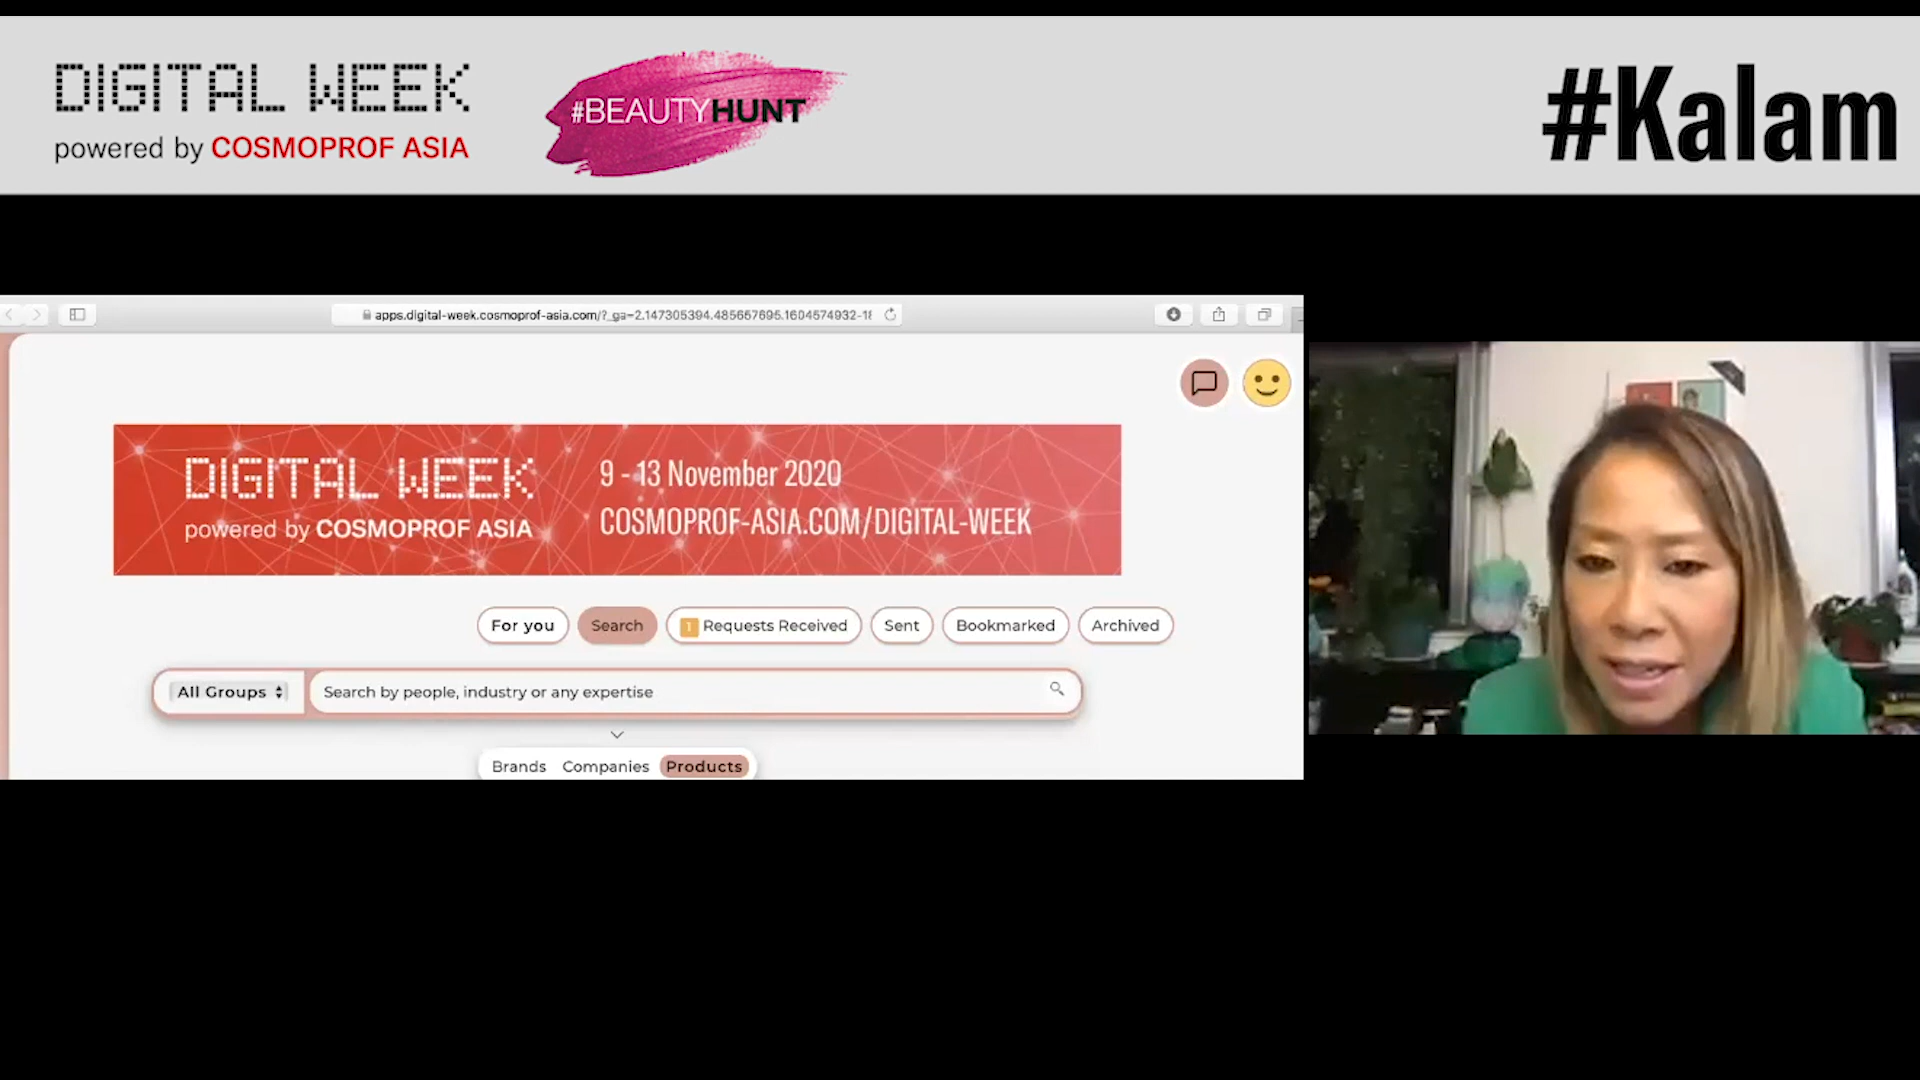 DIGITAL WEEK
powered by COSMOPROF ASIA
#BEAUTYHUNT
#Kalam
apps.digital-week.cosmoprof-asia.com/?_ga=2.147305394.485657695.1604574932-18
DIGITAL WEEK
powered by COSMOPROF ASIA
9 - 13 November 2020
COSMOPROF-ASIA.COM/DIGITAL-WEEK
For you Search 1 Requests Received Sent Bookmarked Archived
All Groups Search by people, industry or any expertise
Brands Companies Products